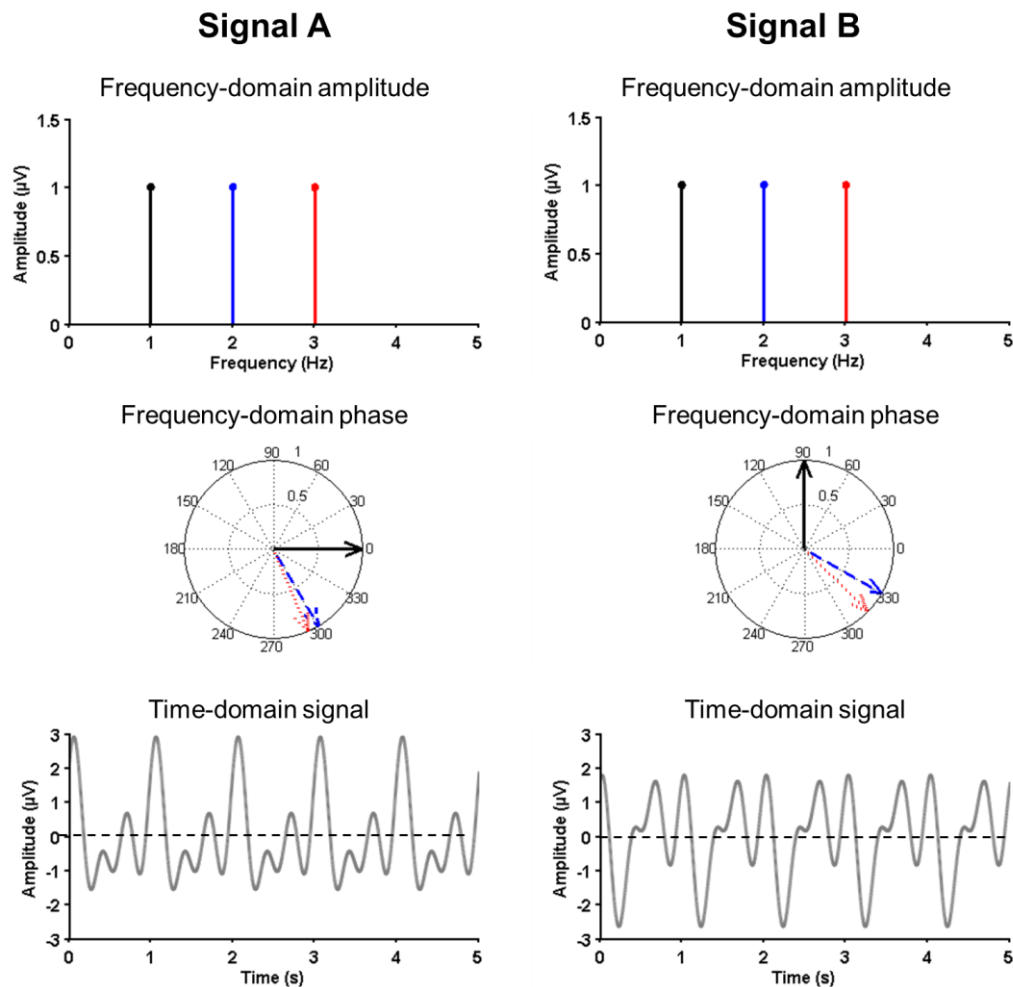 Signal A
Signal B
Frequency-domain amplitude
Frequency-domain amplitude
Amplitude (µV)
1.5
1
0.5
0
0 1 2 3 4 5
Frequency (Hz)
Amplitude (µV)
1.5
1
0.5
0
0 1 2 3 4 5
Frequency (Hz)
Frequency-domain phase
Frequency-domain phase
90 1
120 60
150 0.5 30
180 0
210 330
240 300
270
90 1
120 60
150 0.5 30
180 0
210 330
240 300
270
Time-domain signal
Time-domain signal
Amplitude (µV)
3
2
1
0
-1
-2
-3
0 1 2 3 4 5
Time (s)
Amplitude (µV)
3
2
1
0
-1
-2
-3
0 1 2 3 4 5
Time (s)